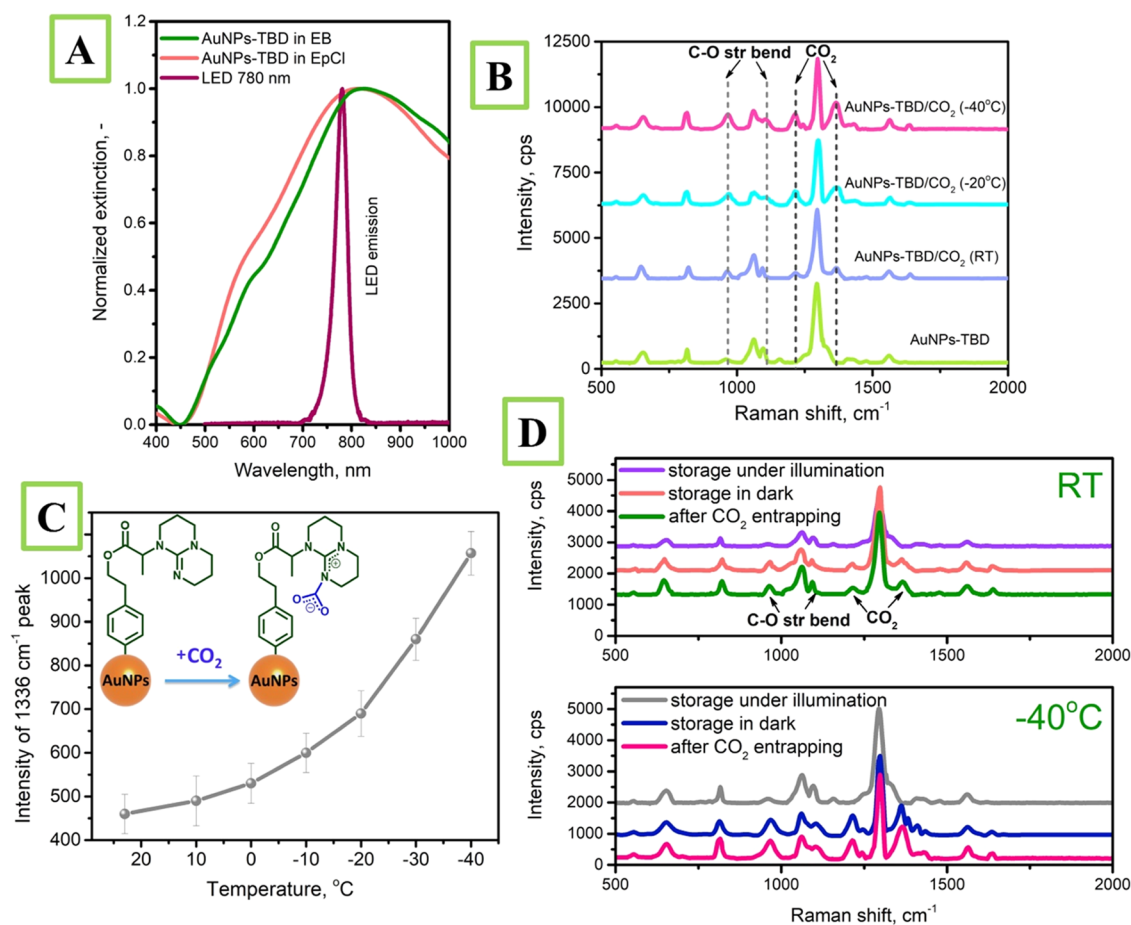 A
1.2
1.0
0.8
0.6
0.4
0.2
0.0
Normalized extinction, -
AuNPs-TBD in EB
AuNPs-TBD in EpCl
LED 780 nm
LED emission
400 500 600 700 800 900 1000
Wavelength, nm
B
12500
10000
7500
5000
2500
0
Intensity, cps
C-O str bend
CO2
AuNPs-TBD/CO2 (-40°C)
AuNPs-TBD/CO2 (-20°C)
AuNPs-TBD/CO2 (RT)
AuNPs-TBD
500 1000 1500 2000
Raman shift, cm-1
C
1000
900
800
700
600
500
400
Intensity of 1336 cm-1 peak
O
O
N
N
N
AuNPs
+CO2
O
O
N
N
N
⊕
O
O
⊖
AuNPs
20 10 0 -10 -20 -30 -40
Temperature, °C
D
5000
4000
3000
2000
1000
0
Intensity, cps
storage under illumination
storage in dark
after CO2 entrapping
RT
C-O str bend
CO2
500 1000 1500 2000
5000
4000
3000
2000
1000
0
Intensity, cps
storage under illumination
storage in dark
after CO2 entrapping
-40°C
500 1000 1500 2000
Raman shift, cm-1